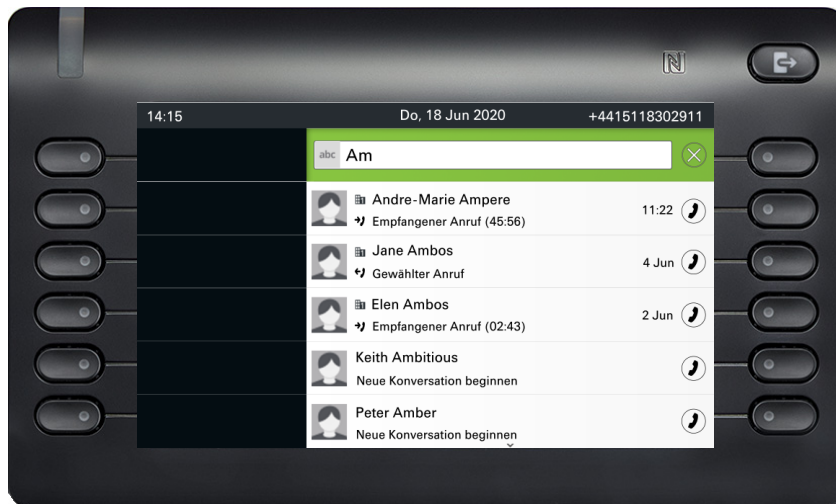 14:15 Do, 18 Jun 2020 +4415118302911
abc Am
Andre-Marie Ampere
Empfangener Anruf (45:56) 11:22
Jane Ambos
Gewählter Anruf 4 Jun
Elen Ambos
Empfangener Anruf (02:43) 2 Jun
Keith Ambitious
Neue Konversation beginnen
Peter Amber
Neue Konversation beginnen